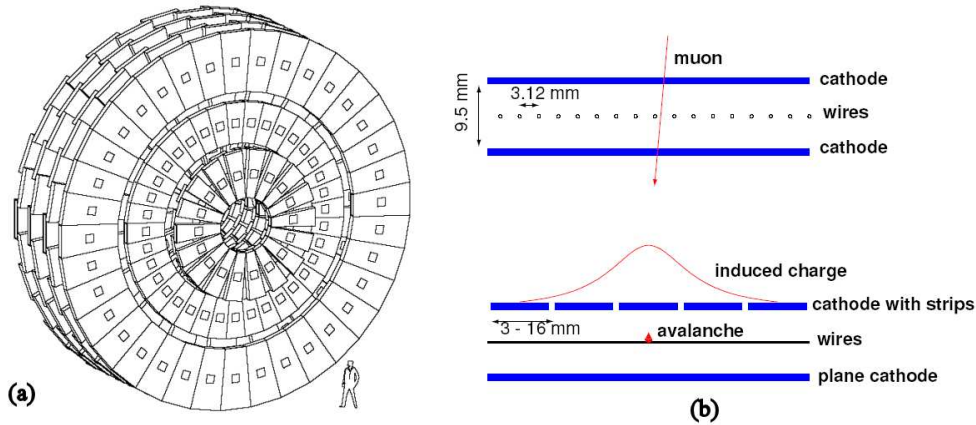 (a)
muon
cathode
3.12 mm
9.5 mm
wires
cathode
induced charge
cathode with strips
3 - 16 mm
avalanche
wires
plane cathode
(b)